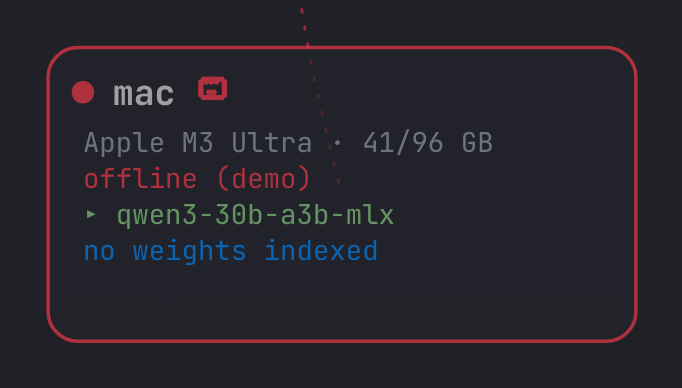 mac
Apple M3 Ultra · 41/96 GB
offline (demo)
▸ qwen3-30b-a3b-mlx
no weights indexed